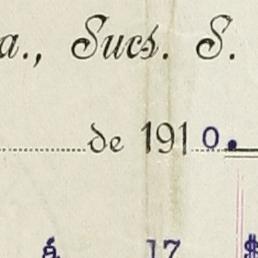 a., Sucs. S.
de 1910.
á 17 $